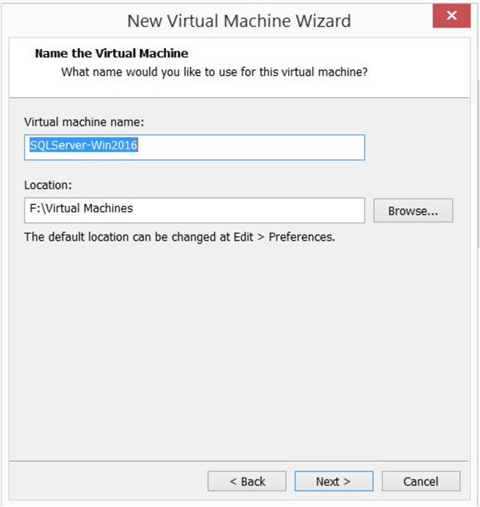 New Virtual Machine Wizard
Name the Virtual Machine
What name would you like to use for this virtual machine?
Virtual machine name:
SQLServer-Win2016
Location:
F:\Virtual Machines
Browse...
The default location can be changed at Edit > Preferences.
< Back
Next >
Cancel